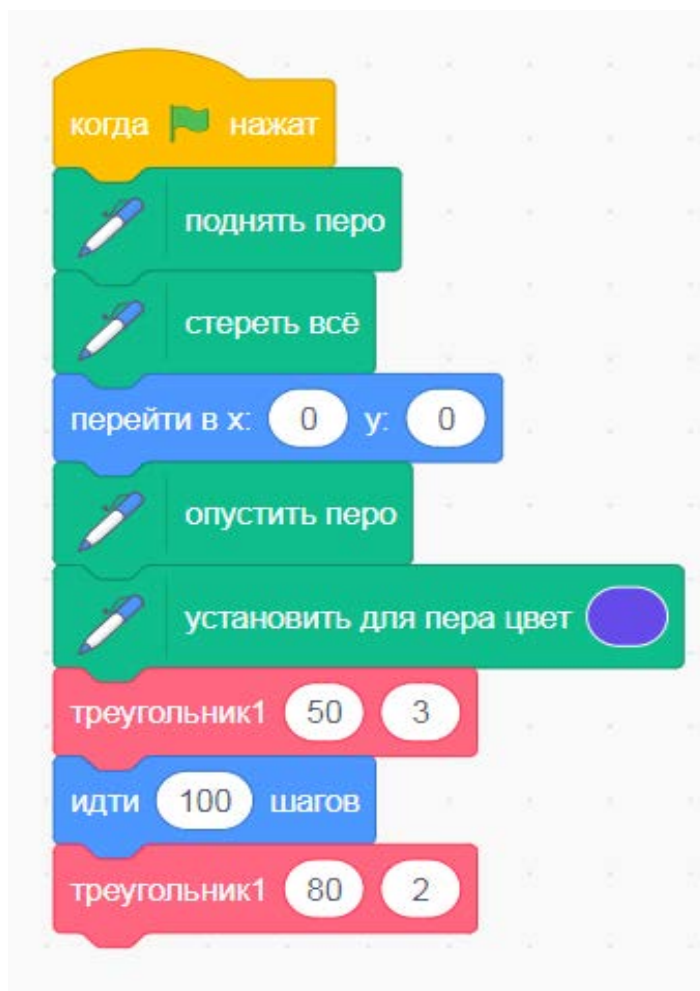 когда нажат
поднять перо
стереть всё
перейти в x: 0 y: 0
опустить перо
установить для пера цвет
треугольник1 50 3
идти 100 шагов
треугольник1 80 2